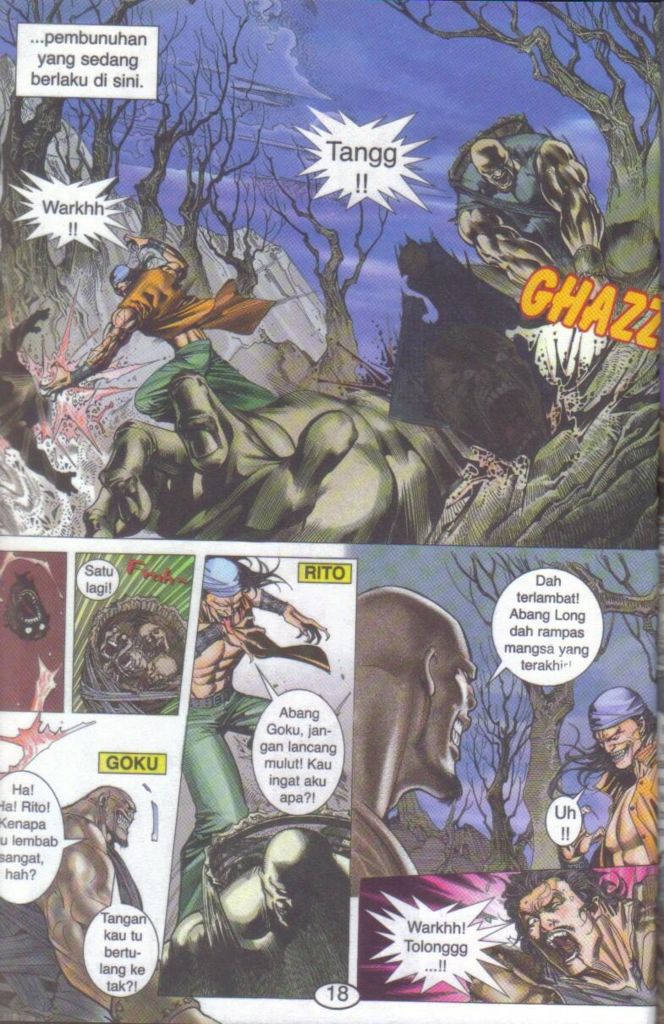 ...pembunuhan
yang sedang
berlaku di sini.
Tangg
!!
Warkhh
!!
GHAZZ
Satu
lagi!
RITO
Abang
Goku, jan-
gan lancang
mulut! Kau
ingat aku
apa?!
Dah
terlambat!
Abang Long
dah rampas
mangsa yang
Uh
!!
GOKU
Ha!
Ha! Rito!
Kenapa
lembab
sangat,
hah?
Tangan
kau tu
bertu-
lang ke
tak?!
Warkhh!
Tolonggg
...!!
18